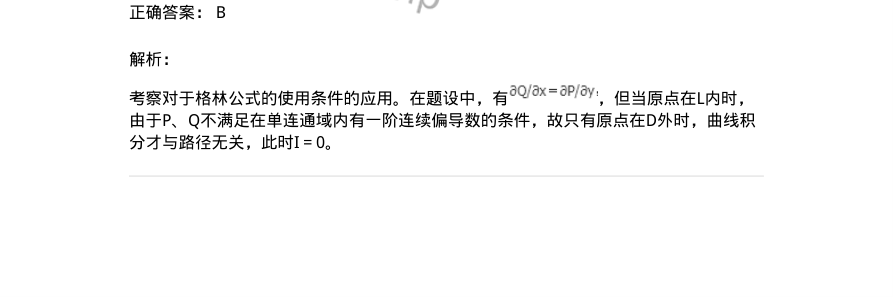 正确答案： B
解析：
考察对于格林公式的使用条件的应用。在题设中，有∂Q/∂x=∂P/∂y，但当原点在L内时，
由于P、Q不满足在单连通域内有一阶连续偏导数的条件，故只有原点在D外时，曲线积
分才与路径无关，此时I = 0。